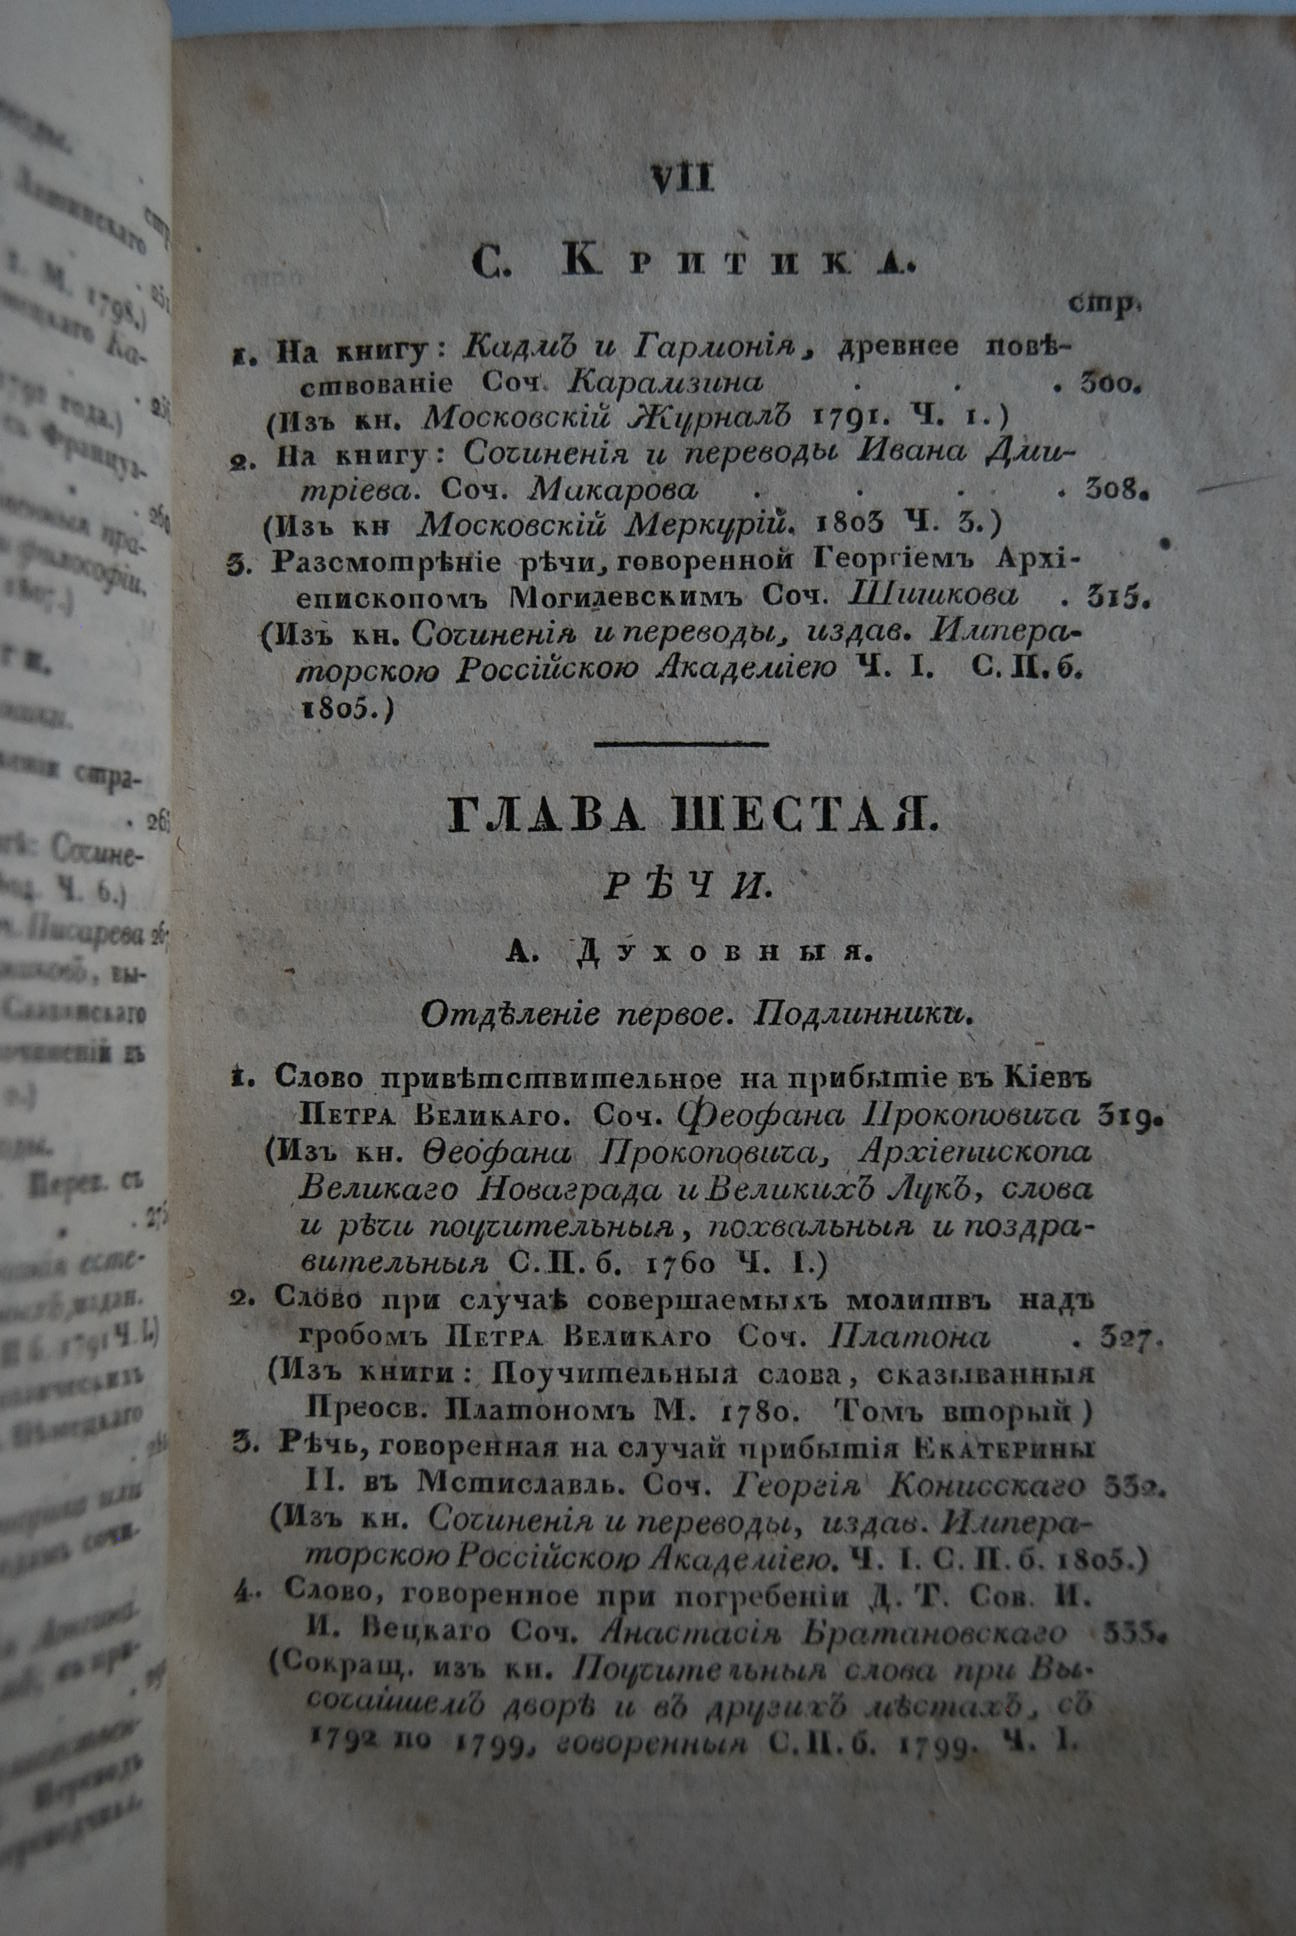 VII
С. Критика.
стр.
1. На книгу: Кадмъ и Гармонія, древнее повѣ-
ствованіе Соч. Карамзина . . . 300.
(Изъ кн. Московскій Журналъ 1791. Ч. 1.)
2. На книгу: Сочиненія и переводы Ивана Дми-
тріева. Соч. Макарова . . . . 308.
(Изъ кн Московскій Меркурій. 1803 Ч. 3.)
3. Разсмотрѣніе рѣчи, говоренной Георгіемъ Архі-
епископомъ Могилевскимъ Соч. Шишкова . 315.
(Изъ кн. Сочиненія и переводы, издав. Импера-
торскою Россійскою Академіею Ч. I. С. П. б.
1805.)
ГЛАВА ШЕСТАЯ.
РѢЧИ.
А. Духовныя.
Отдѣленіе первое. Подлинники.
1. Слово привѣтствительное на прибытіе въ Кіевъ
Петра Великаго. Соч. Феофана Прокоповича 319.
(Изъ кн. Ѳеофана Прокоповича, Архіепископа
Великаго Новаграда и Великихъ Лукъ, слова
и рѣчи поучительныя, похвальныя и поздра-
вительныя С. П. б. 1760 Ч. I.)
2. Слово при случаѣ совершаемыхъ молитвъ надъ
гробомъ Петра Великаго Соч. Платона . 327.
(Изъ книги: Поучительныя слова, сказыванныя
Преосв. Платономъ М. 1780. Томъ вторый)
3. Рѣчь, говоренная на случай прибытія Екатерины
II. въ Мстиславль. Соч. Георгія Конисскаго 332.
(Изъ кн. Сочиненія и переводы, издав. Импера-
торскою Россійскою Академіею. Ч. I. С. П. б. 1805.)
4. Слово, говоренное при погребеніи Д. Т. Сов. И.
И. Бецкаго Соч. Анастасія Братановскаго 333.
(Сокращ. изъ кн. Поучительныя слова при Вы-
сочайшемъ дворѣ и въ другихъ мѣстахъ, съ
1792 по 1799, говоренныя С. П. б. 1799. Ч. I.